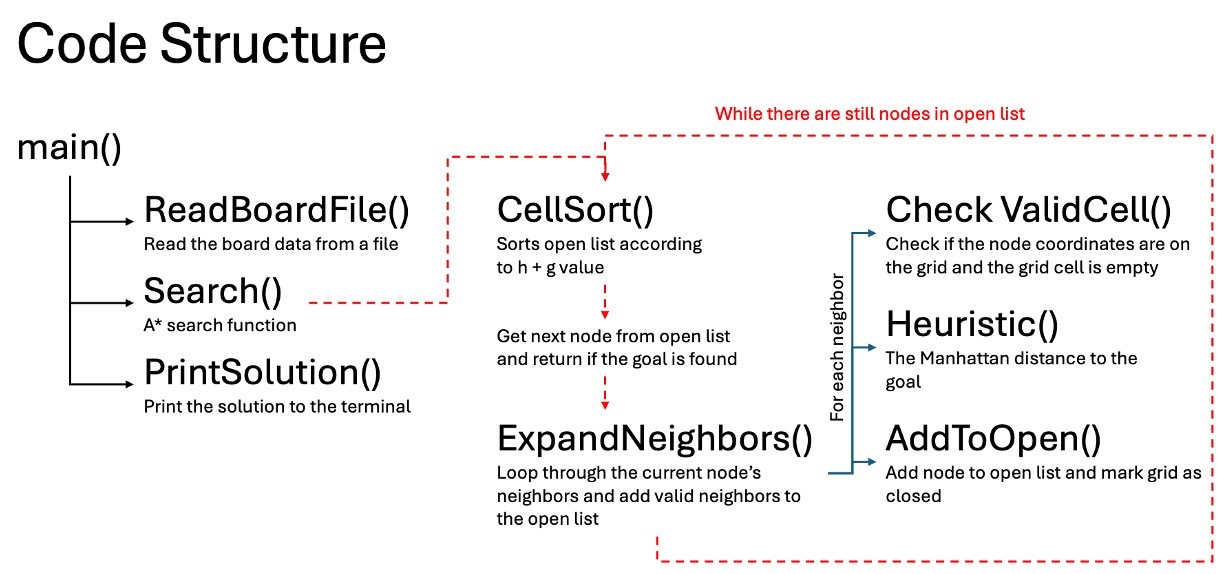 Code Structure
While there are still nodes in open list
main()
ReadBoardFile()
Read the board data from a file
Search()
A* search function
PrintSolution()
Print the solution to the terminal
CellSort()
Sorts open list according
to h + g value
Get next node from open list
and return if the goal is found
ExpandNeighbors()
Loop through the current node’s
neighbors and add valid neighbors to
the open list
For each neighbor
Check ValidCell()
Check if the node coordinates are on
the grid and the grid cell is empty
Heuristic()
The Manhattan distance to the
goal
AddToOpen()
Add node to open list and mark grid as
closed